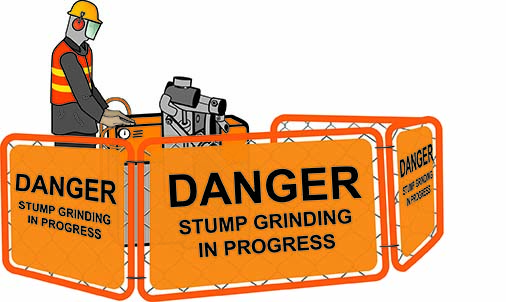 DANGER
STUMP GRINDING
IN PROGRESS
DANGER
STUMP GRINDING
IN PROGRESS
DANGER
STUMP GRINDING
IN PROGRESS